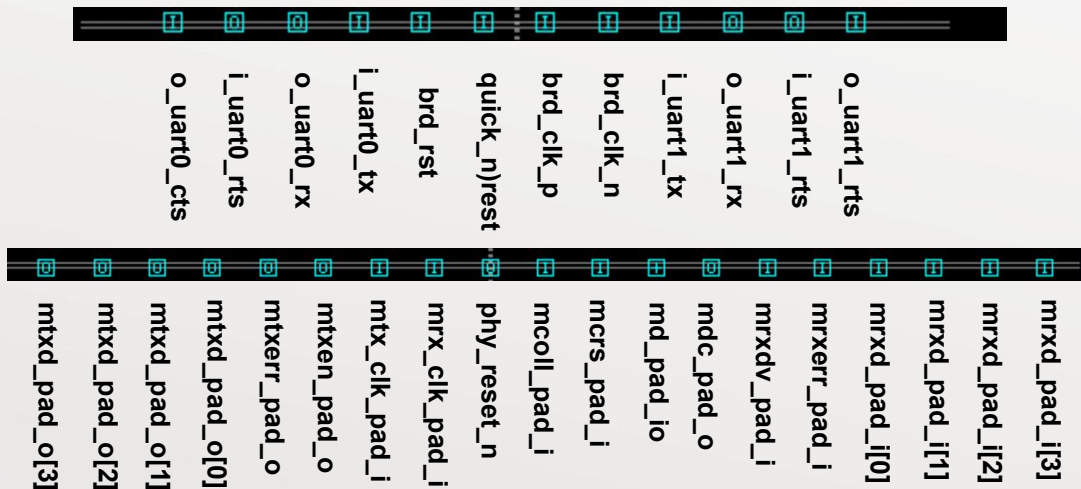 I O O I I I I I I O O I
o_uart0_cts
i_uart0_rts
o_uart0_rx
i_uart0_tx
brd_rst
quick_n)rest
brd_clk_p
brd_clk_n
i_uart1_tx
o_uart1_rx
i_uart1_rts
o_uart1_rts
O O O O O O I I O I I + O I I I I I I
mtxd_pad_o[3]
mtxd_pad_o[2]
mtxd_pad_o[1]
mtxd_pad_o[0]
mtxerr_pad_o
mtxen_pad_o
mtx_clk_pad_i
mrx_clk_pad_i
phy_reset_n
mcoll_pad_i
mcrs_pad_i
md_pad_io
mdc_pad_o
mrxdv_pad_i
mrxerr_pad_i
mrxd_pad_i[0]
mrxd_pad_i[1]
mrxd_pad_i[2]
mrxd_pad_i[3]